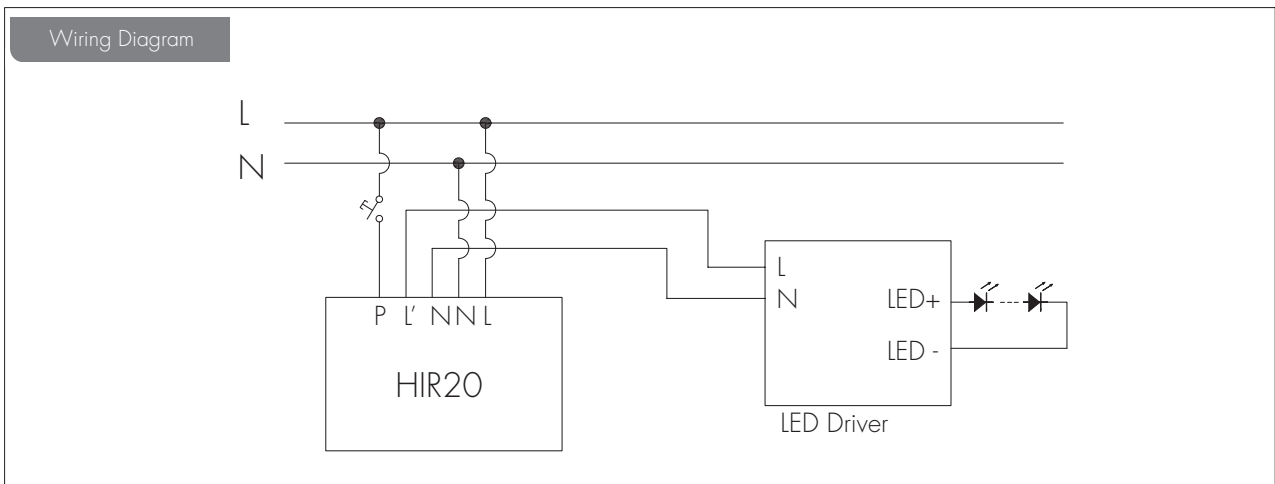 Wiring Diagram
L
N
L
N
LED+
P L' N N L
LED -
HIR20
LED Driver